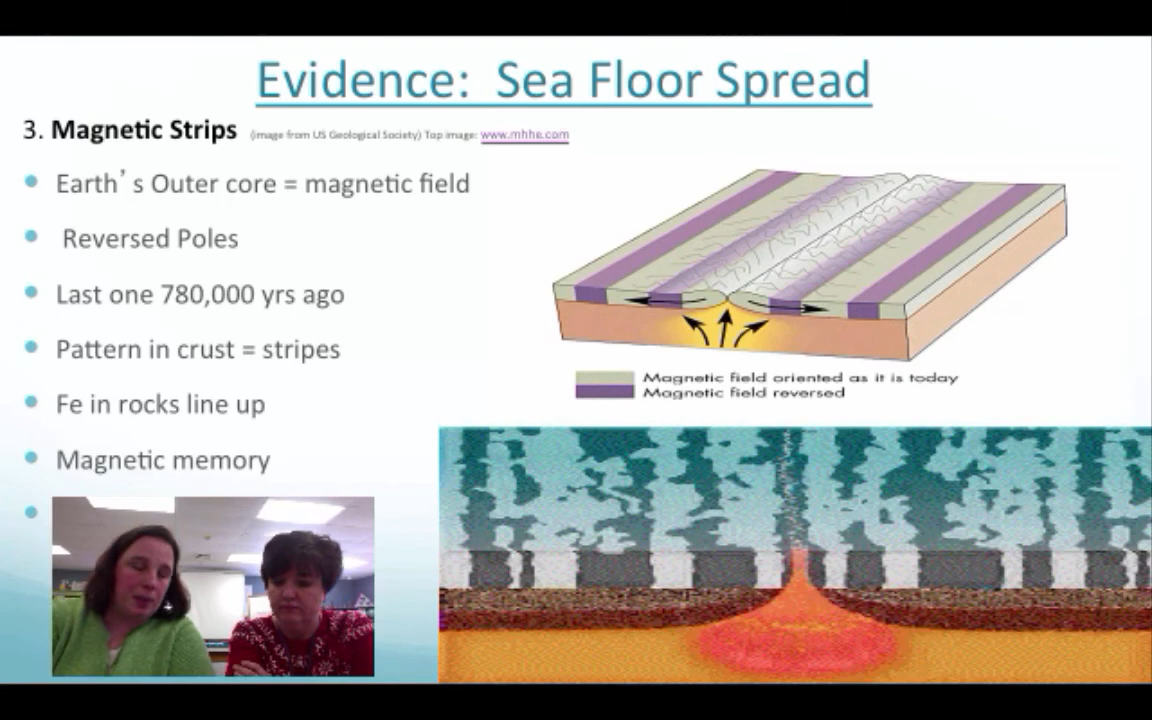 Evidence:  Sea Floor Spread
3. Magnetic Strips (image from US Geological Society) Top image: www.mhhe.com
Earth's Outer core = magnetic field
Reversed Poles
Last one 780,000 yrs ago
Pattern in crust = stripes
Fe in rocks line up
Magnetic memory
Magnetic field oriented as it is today
Magnetic field reversed